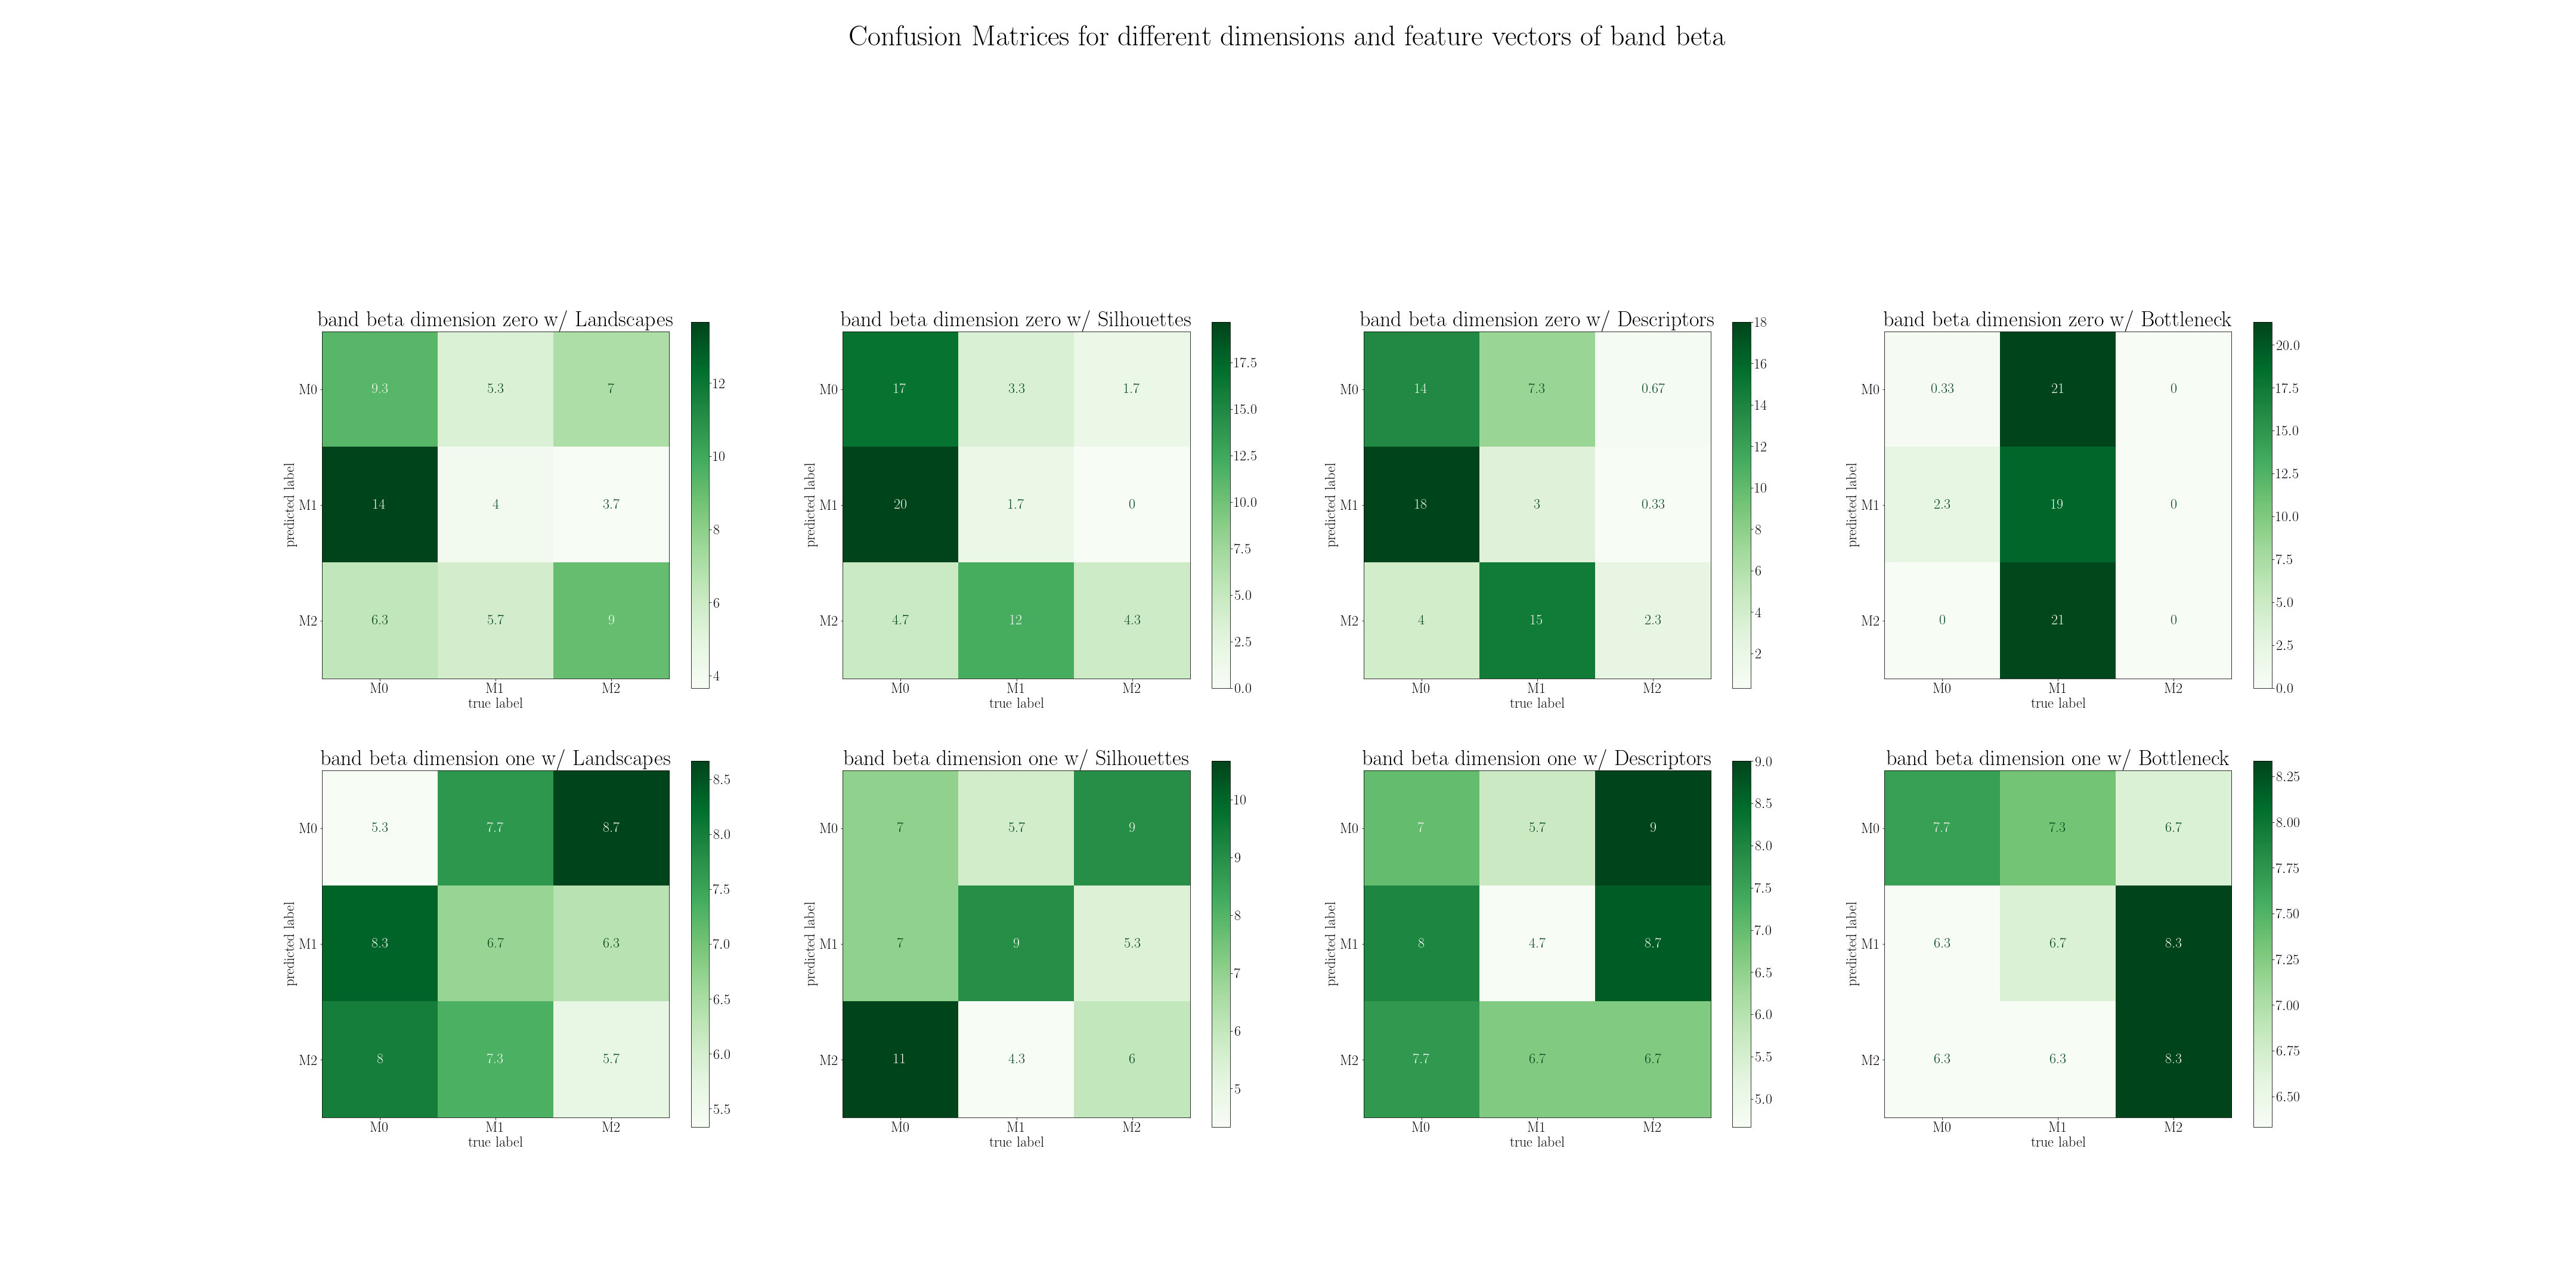 Confusion Matrices for different dimensions and feature vectors of band beta
band beta dimension zero w/ Landscapes
predicted label
M0 9.3 5.3 7
M1 14 4 3.7
M2 6.3 5.7 9
M0 M1 M2
true label
12
10
8
6
4
band beta dimension zero w/ Silhouettes
predicted label
M0 17 3.3 1.7
M1 20 1.7 0
M2 4.7 12 4.3
M0 M1 M2
true label
17.5
15.0
12.5
10.0
7.5
5.0
2.5
0.0
band beta dimension zero w/ Descriptors
predicted label
M0 14 7.3 0.67
M1 18 3 0.33
M2 4 15 2.3
M0 M1 M2
true label
18
16
14
12
10
8
6
4
2
band beta dimension zero w/ Bottleneck
predicted label
M0 0.33 21 0
M1 2.3 19 0
M2 0 21 0
M0 M1 M2
true label
20.0
17.5
15.0
12.5
10.0
7.5
5.0
2.5
0.0
band beta dimension one w/ Landscapes
predicted label
M0 5.3 7.7 8.7
M1 8.3 6.7 6.3
M2 8 7.3 5.7
M0 M1 M2
true label
8.5
8.0
7.5
7.0
6.5
6.0
5.5
band beta dimension one w/ Silhouettes
predicted label
M0 7 5.7 9
M1 7 9 5.3
M2 11 4.3 6
M0 M1 M2
true label
10
9
8
7
6
5
band beta dimension one w/ Descriptors
predicted label
M0 7 5.7 9
M1 8 4.7 8.7
M2 7.7 6.7 6.7
M0 M1 M2
true label
9.0
8.5
8.0
7.5
7.0
6.5
6.0
5.5
5.0
band beta dimension one w/ Bottleneck
predicted label
M0 7.7 7.3 6.7
M1 6.3 6.7 8.3
M2 6.3 6.3 8.3
M0 M1 M2
true label
8.25
8.00
7.75
7.50
7.25
7.00
6.75
6.50